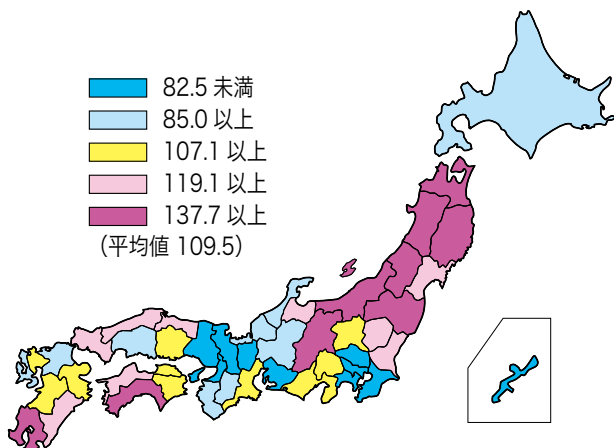 82.5 未満
85.0 以上
107.1 以上
119.1 以上
137.7 以上
（平均値 109.5）